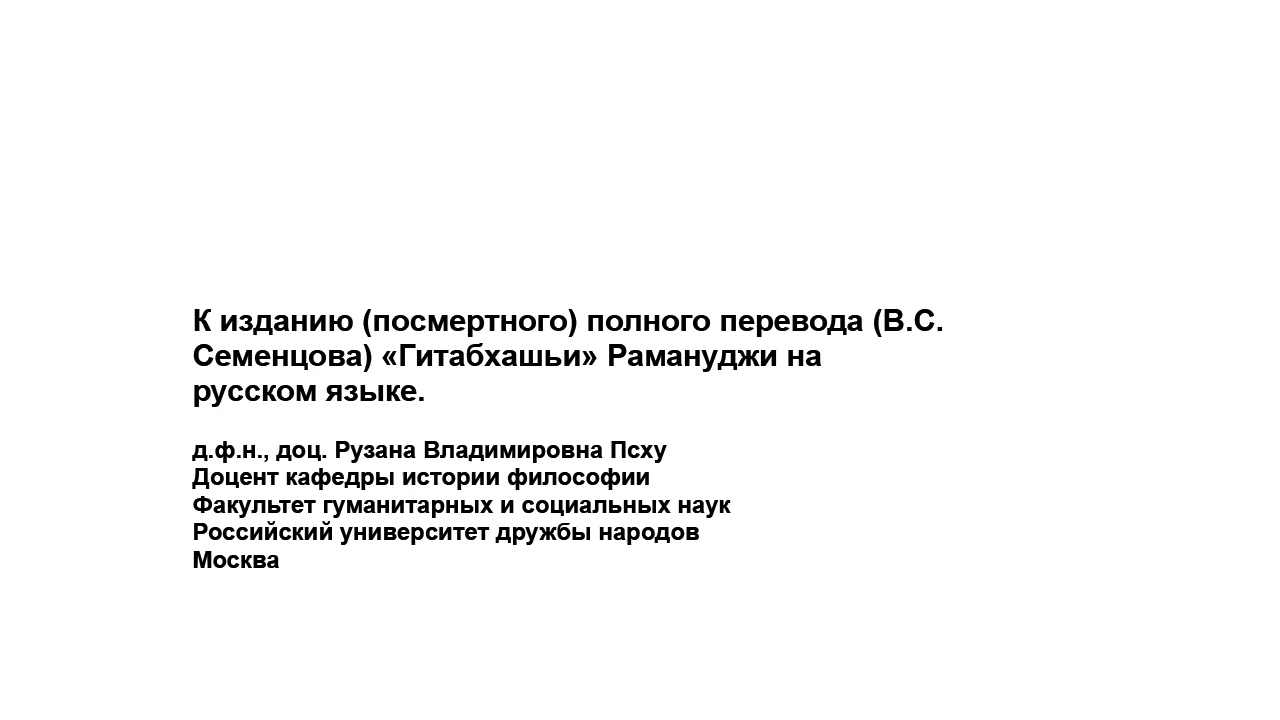 К изданию (посмертного) полного перевода (В.С.
Семенцова) «Гитабхашьи» Рамануджи на
русском языке.
д.ф.н., доц. Рузана Владимировна Псху
Доцент кафедры истории философии
Факультет гуманитарных и социальных наук
Российский университет дружбы народов
Москва